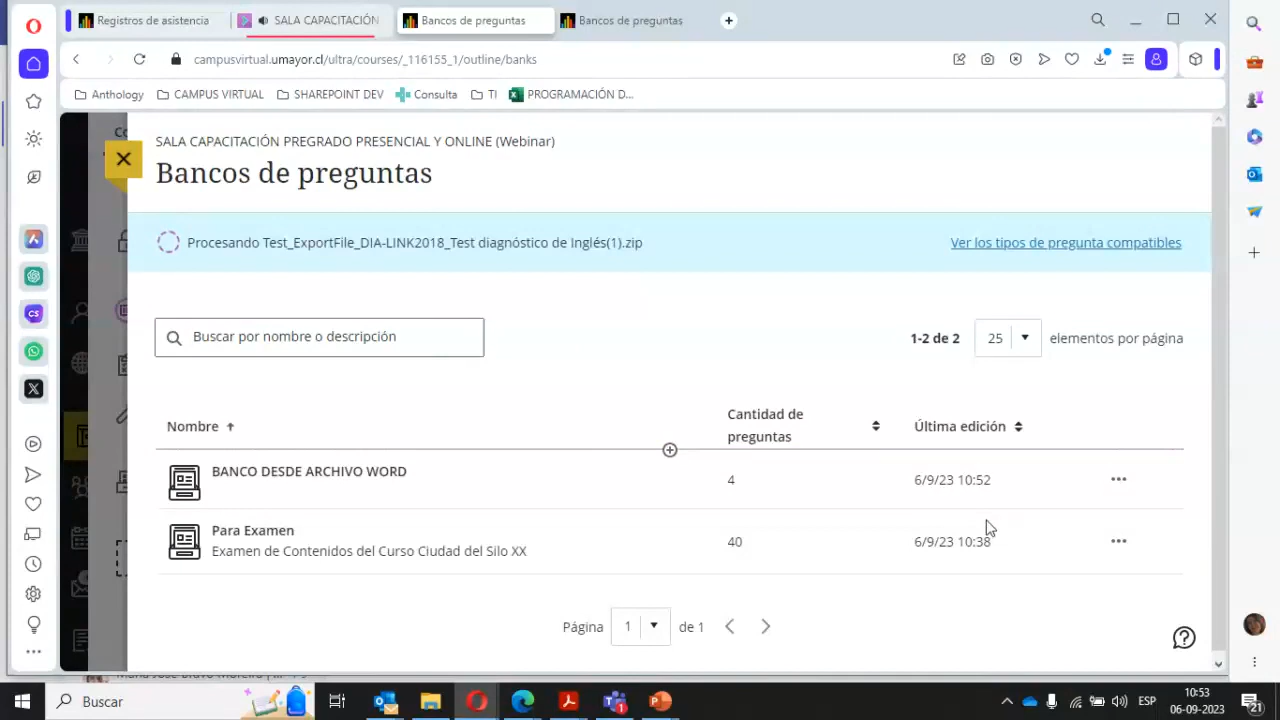 Registros de asistencia
SALA CAPACITACIÓN
Bancos de preguntas
Bancos de preguntas
campusvirtual.umayor.cl/ultra/courses/_116155_1/outline/banks
Anthology
CAMPUS VIRTUAL
SHAREPOINT DEV
Consulta
TI
PROGRAMACIÓN D...
SALA CAPACITACIÓN PREGRADO PRESENCIAL Y ONLINE (Webinar)
Bancos de preguntas
Procesando Test_ExportFile_DIA-LINK2018_Test diagnóstico de Inglés(1).zip
Ver los tipos de pregunta compatibles
Buscar por nombre o descripción
1-2 de 2
25
elementos por página
Nombre
Cantidad de
preguntas
Última edición
BANCO DESDE ARCHIVO WORD
4
6/9/23 10:52
Para Examen
Examen de Contenidos del Curso Ciudad del Silo XX
40
6/9/23 10:38
Página
1
de 1
CS
Buscar
ESP
10:53
06-09-2023
21